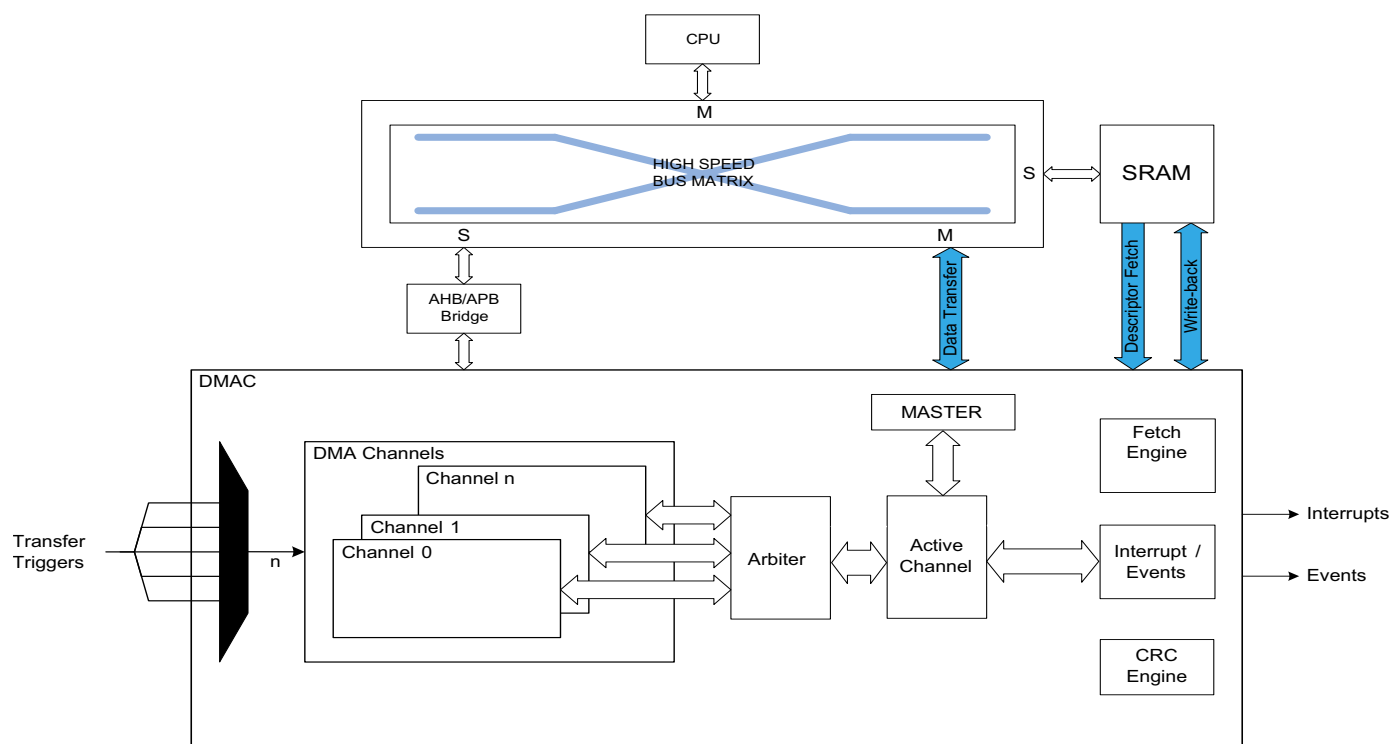 CPU
M
HIGH SPEED
BUS MATRIX
S
SRAM
S
M
AHB/APB
Bridge
Data Transfer
Descriptor Fetch
Write-back
DMAC
MASTER
Fetch
Engine
DMA Channels
Channel n
Channel 1
Channel 0
Transfer
Triggers
n
Arbiter
Active
Channel
Interrupt /
Events
Interrupts
Events
CRC
Engine